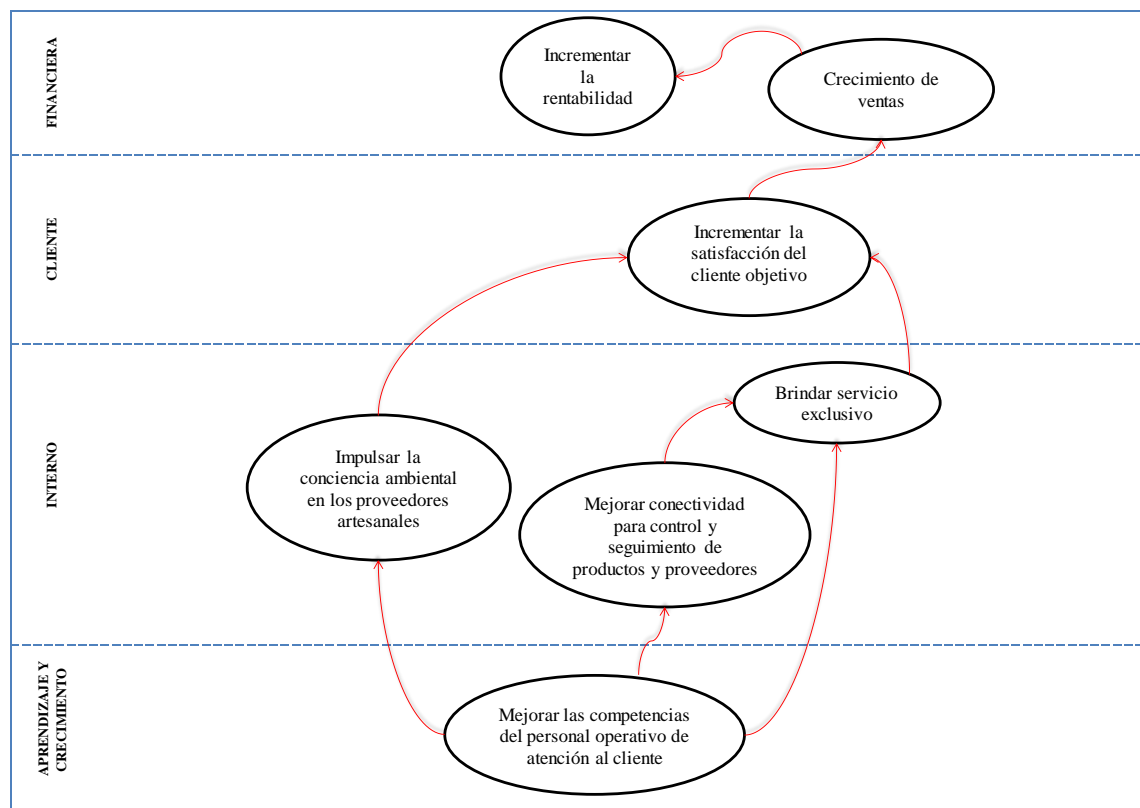 FINANCIERA
Incrementar
la
rentabilidad
Crecimiento de
ventas
CLIENTE
Incrementar la
satisfacción del
cliente objetivo
INTERNO
Brindar servicio
exclusivo
Impulsar la
conciencia ambiental
en los proveedores
artesanales
Mejorar conectividad
para control y
seguimiento de
productos y proveedores
APRENDIZAJE Y
CRECIMIENTO
Mejorar las competencias
del personal operativo de
atención al cliente